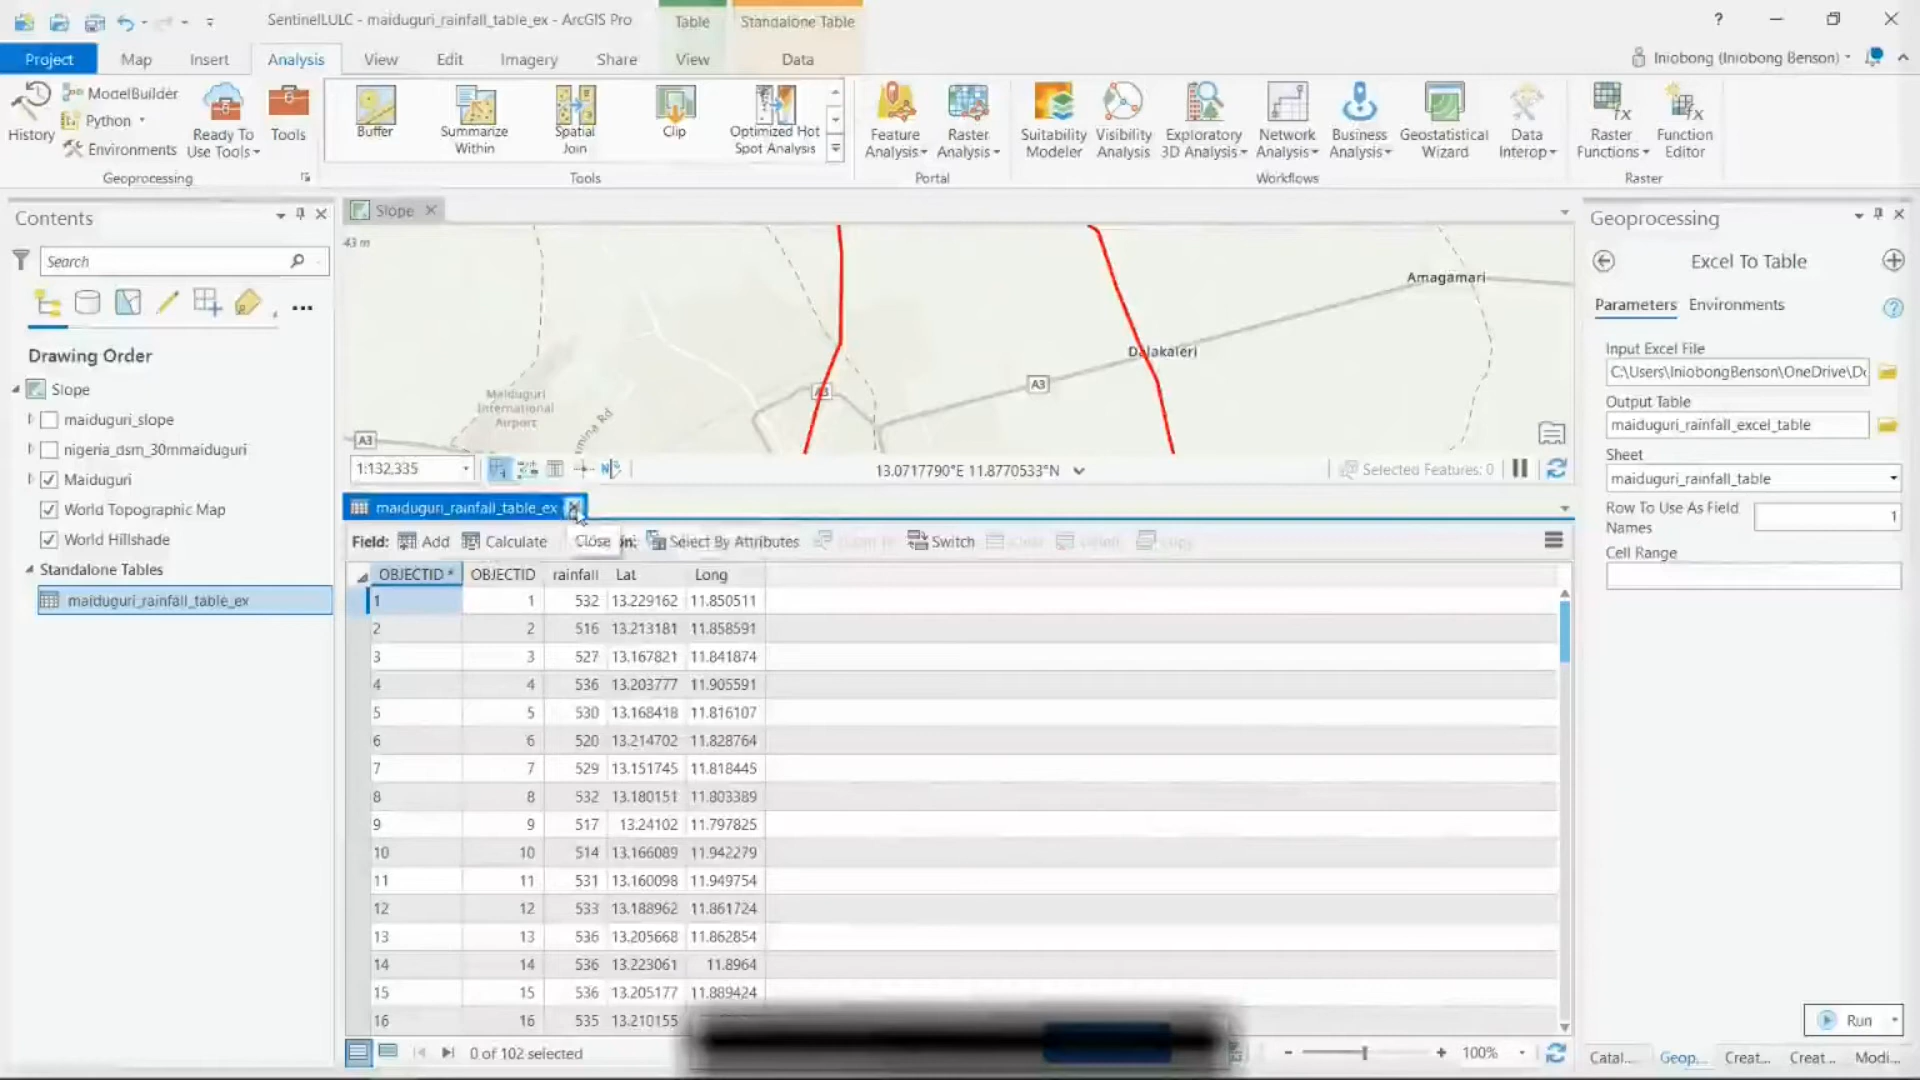 SentinelLULC - maiduguri_rainfall_table_ex - ArcGIS Pro
Table
Standalone Table
?
Project
Map
Insert
Analysis
View
Edit
Imagery
Share
View
Data
Iniobong (Iniobong Benson)
History
ModelBuilder
Python
Environments
Ready To
Use Tools
Tools
Geoprocessing
Buffer
Summarize
Within
Spatial
Join
Clip
Optimized Hot
Spot Analysis
Tools
Feature
Analysis
Raster
Analysis
Portal
Suitability
Modeler
Visibility
Analysis
Exploratory
3D Analysis
Network
Analysis
Business
Analysis
Geostatistical
Wizard
Data
Interop
Workflows
Raster
Functions
Function
Editor
Raster
Contents
Search
Drawing Order
Slope
maiduguri_slope
nigeria_dsm_30mmaiduguri
Maiduguri
World Topographic Map
World Hillshade
Standalone Tables
maiduguri_rainfall_table_ex
Slope
43 m
Amagamari
Dalakaleri
Maiduguri
International
Airport
A3
A3
A3
1:132,335
13.0717790°E 11.8770533°N
Selected Features: 0
maiduguri_rainfall_table_ex
Field: Add Calculate
Close
Select By Attributes
Switch
OBJECTID * OBJECTID rainfall Lat Long
1 1 532 13.229162 11.850511
2 2 516 13.213181 11.858591
3 3 527 13.167821 11.841874
4 4 536 13.203777 11.905591
5 5 530 13.168418 11.816107
6 6 520 13.214702 11.828764
7 7 529 13.151745 11.818445
8 8 532 13.180151 11.803389
9 9 517 13.24102 11.797825
10 10 514 13.166089 11.942279
11 11 531 13.160098 11.949754
12 12 533 13.188962 11.861724
13 13 536 13.205668 11.862854
14 14 536 13.223061 11.8964
15 15 536 13.205177 11.889424
16 16 535 13.210155
0 of 102 selected
100%
Geoprocessing
Excel To Table
Parameters Environments
Input Excel File
C:\Users\IniobongBenson\OneDrive\Do
Output Table
maiduguri_rainfall_excel_table
Sheet
maiduguri_rainfall_table
Row To Use As Field
Names
1
Cell Range
Run
Catal...
Geop...
Creat...
Creat...
Modi...